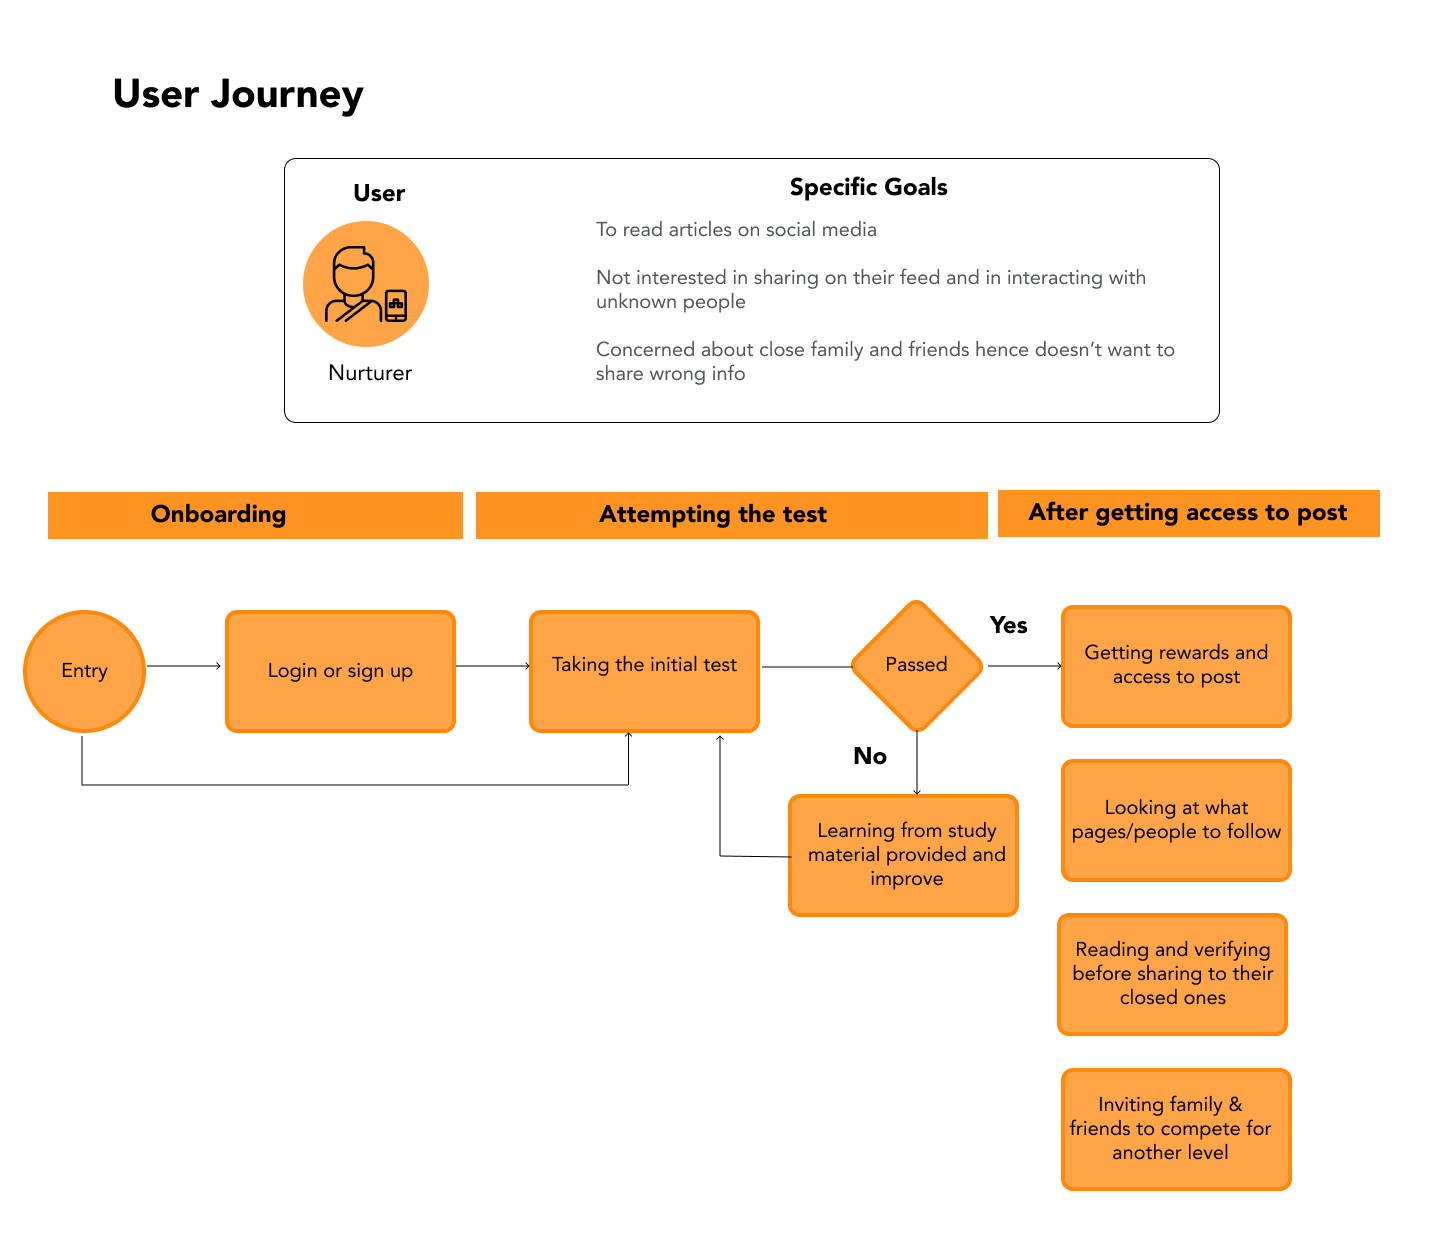 User Journey
User
Specific Goals
To read articles on social media
Not interested in sharing on their feed and in interacting with
unknown people
Concerned about close family and friends hence doesn’t want to
share wrong info
Nurturer
Onboarding
Attempting the test
After getting access to post
Entry
Login or sign up
Taking the initial test
Passed
Yes
Getting rewards and
access to post
No
Learning from study
material provided and
improve
Looking at what
pages/people to follow
Reading and verifying
before sharing to their
closed ones
Inviting family &
friends to compete for
another level